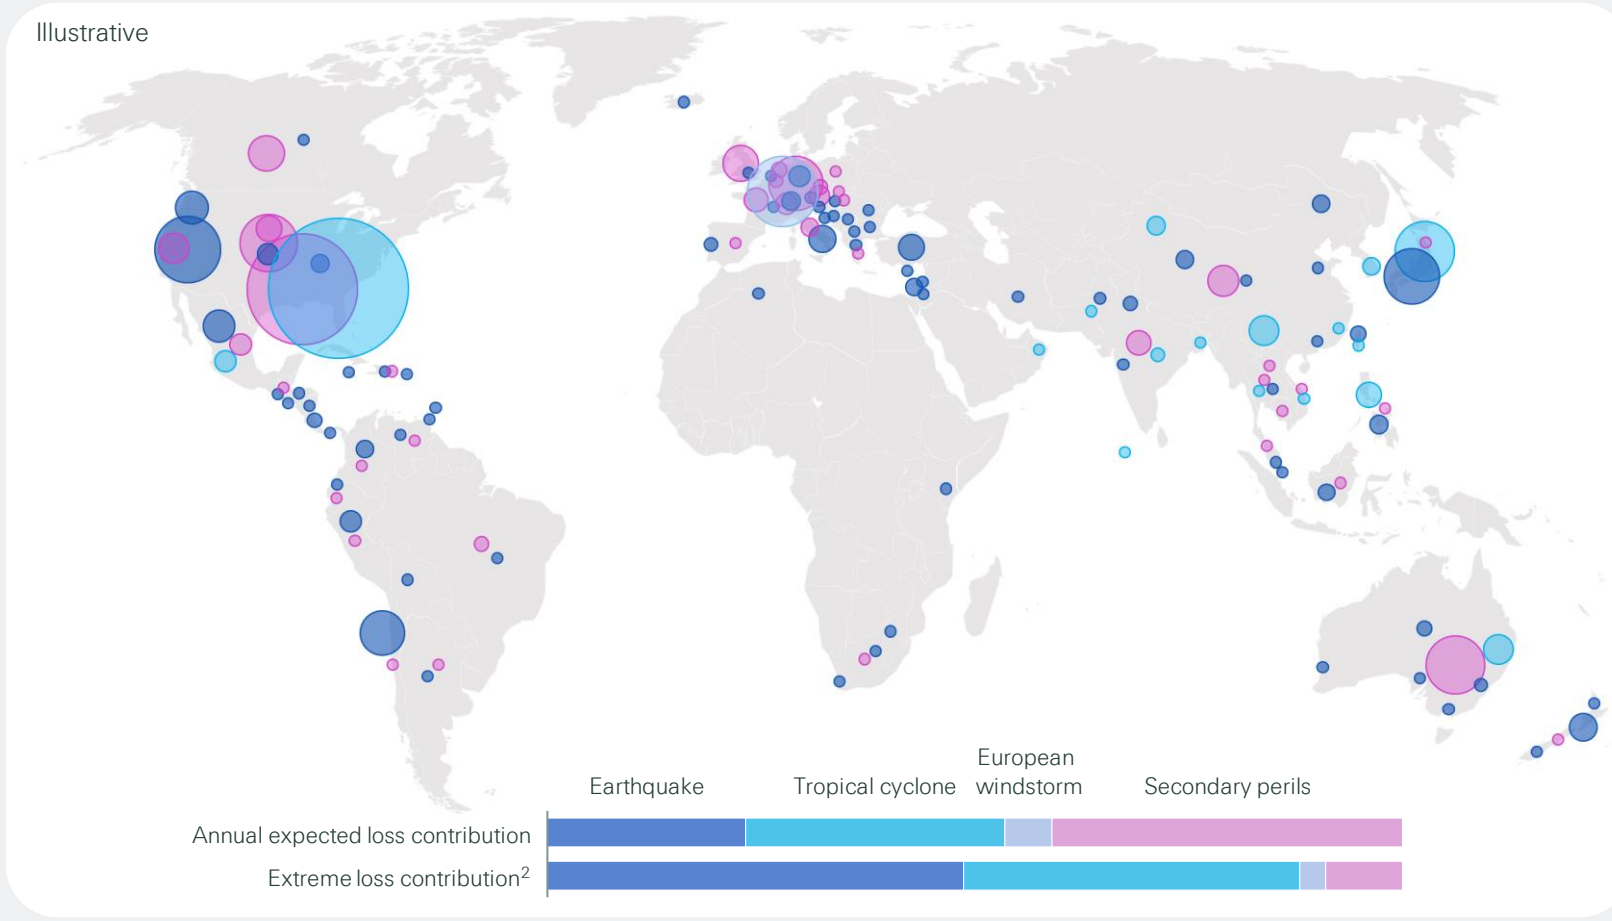 Illustrative
Earthquake
Tropical cyclone
European
windstorm
Secondary perils
Annual expected loss contribution
Extreme loss contribution²